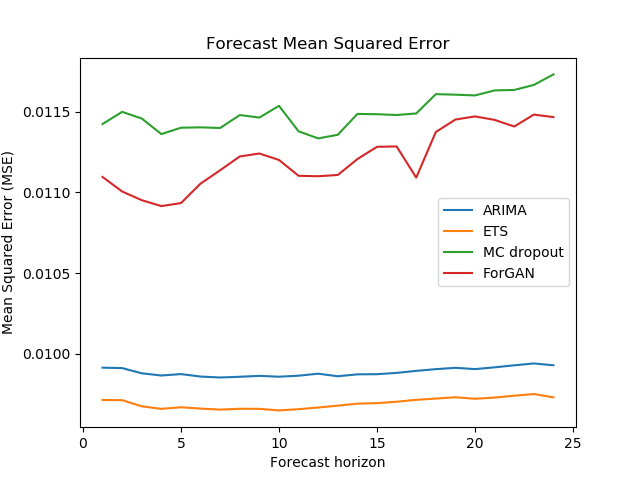 Forecast Mean Squared Error
Mean Squared Error (MSE)
0.0115
0.0110
0.0105
0.0100
ARIMA
ETS
MC dropout
ForGAN
0 5 10 15 20 25
Forecast horizon